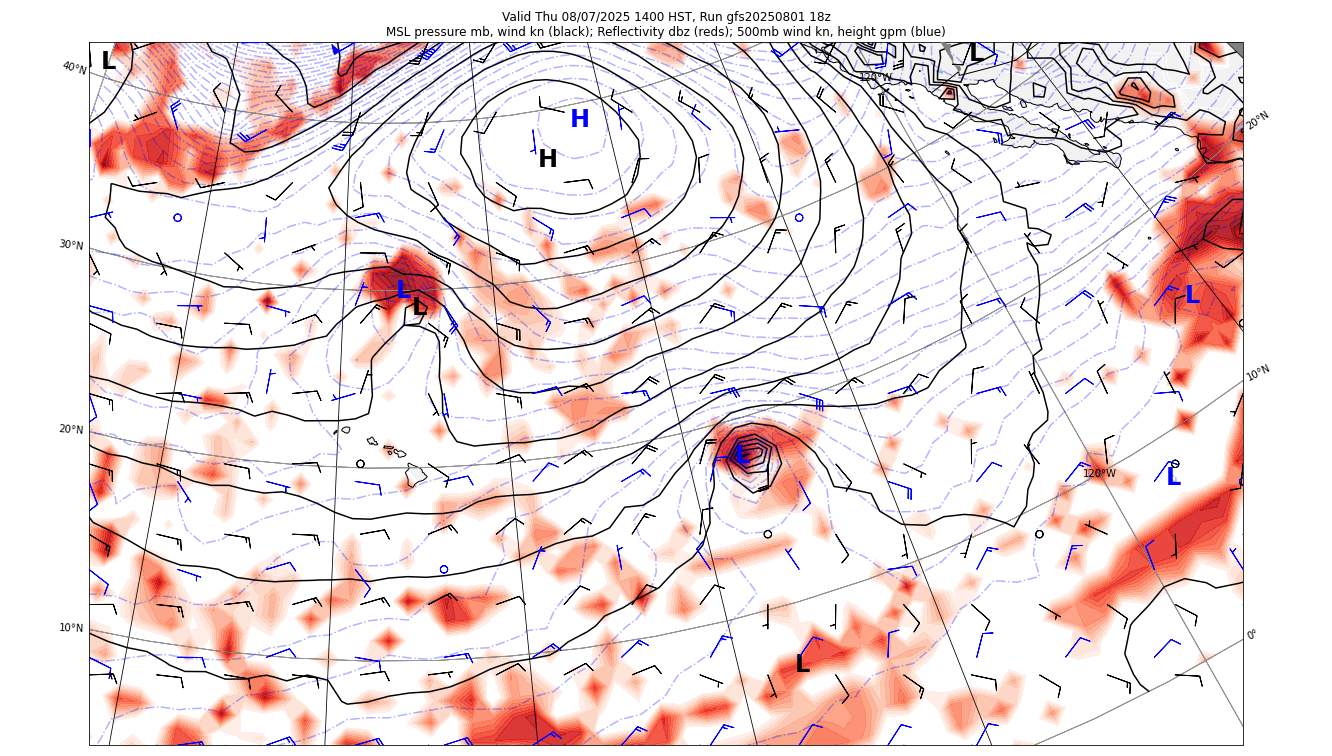 Valid Thu 08/07/2025 1400 HST, Run gfs20250801 18z
MSL pressure mb, wind kn (black); Reflectivity dbz (reds); 500mb wind kn, height gpm (blue)
L
L
40°N
120°W
H
20°N
H
30°N
L
L
L
10°N
20°N
L
120°W
L
10°N
0°
L